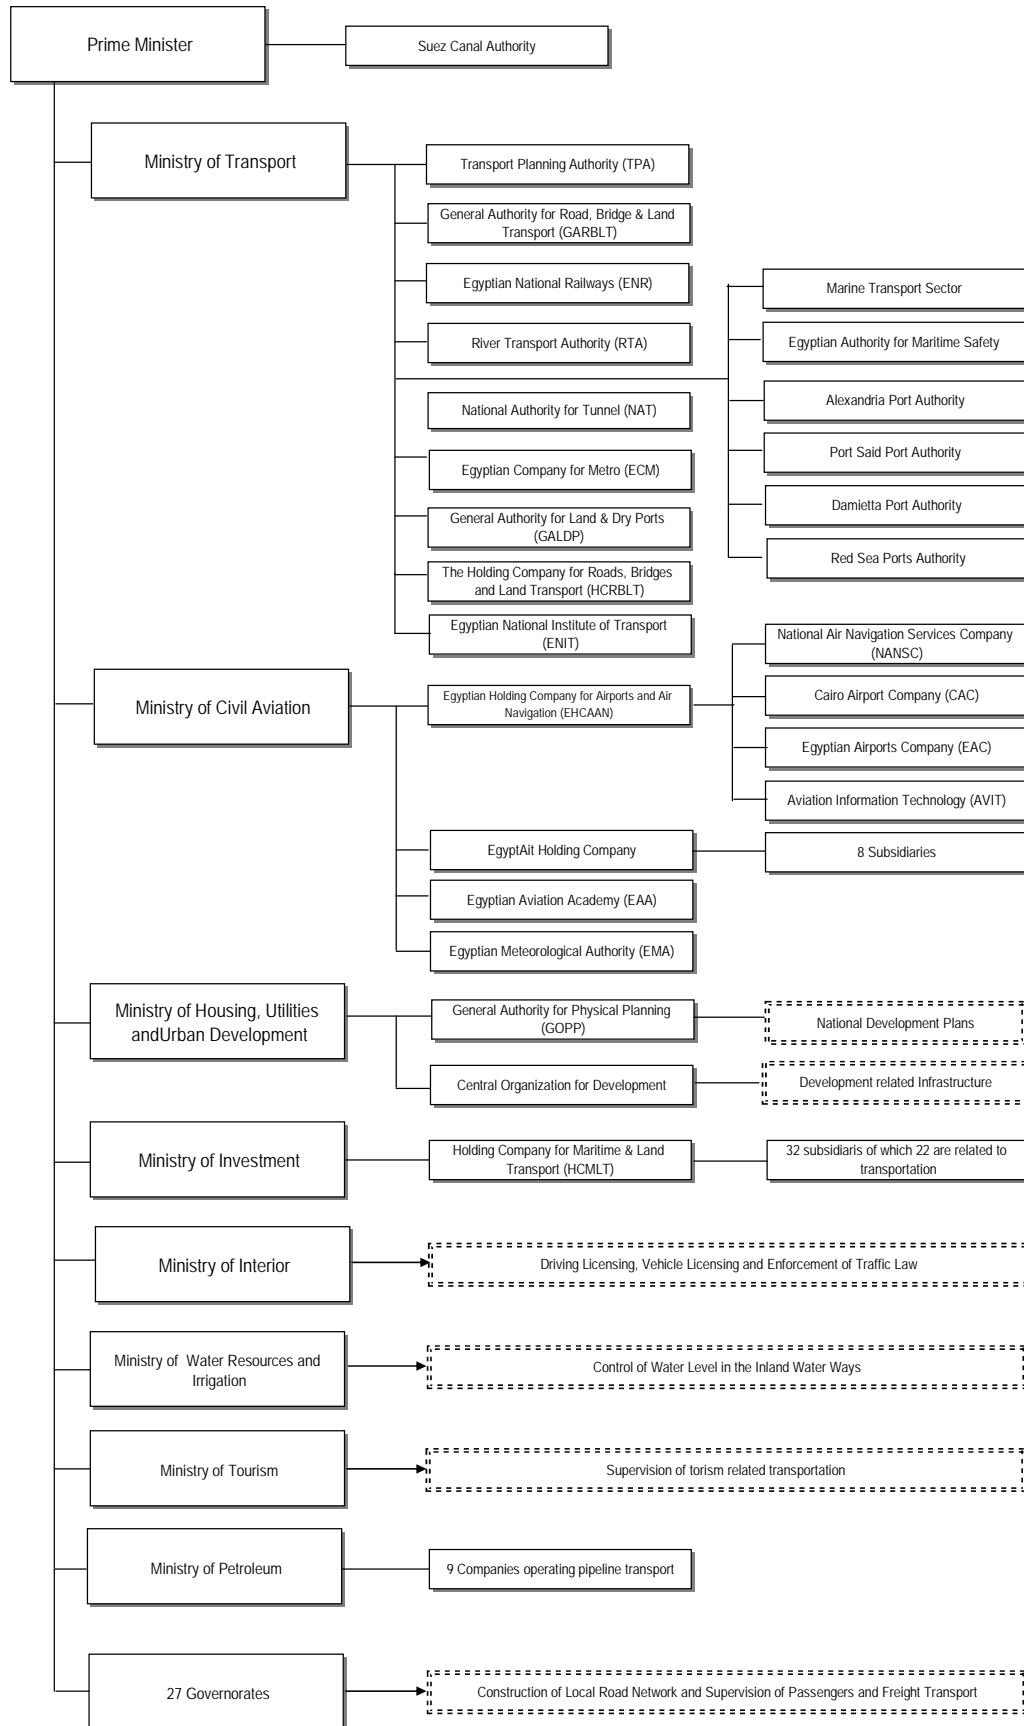 Prime Minister
Suez Canal Authority
Ministry of Transport
Transport Planning Authority (TPA)
General Authority for Road, Bridge & Land
Transport (GARBLT)
Egyptian National Railways (ENR)
River Transport Authority (RTA)
National Authority for Tunnel (NAT)
Egyptian Company for Metro (ECM)
General Authority for Land & Dry Ports
(GALDP)
The Holding Company for Roads, Bridges
and Land Transport (HCRBLT)
Egyptian National Institute of Transport
(ENIT)
Marine Transport Sector
Egyptian Authority for Maritime Safety
Alexandria Port Authority
Port Said Port Authority
Damietta Port Authority
Red Sea Ports Authority
Ministry of Civil Aviation
Egyptian Holding Company for Airports and Air
Navigation (EHCAAN)
National Air Navigation Services Company
(NANSC)
Cairo Airport Company (CAC)
Egyptian Airports Company (EAC)
Aviation Information Technology (AVIT)
EgyptAit Holding Company
8 Subsidiaries
Egyptian Aviation Academy (EAA)
Egyptian Meteorological Authority (EMA)
Ministry of Housing, Utilities
andUrban Development
General Authority for Physical Planning
(GOPP)
National Development Plans
Central Organization for Development
Development related Infrastructure
Ministry of Investment
Holding Company for Maritime & Land
Transport (HCMLT)
32 subsidiaris of which 22 are related to
transportation
Ministry of Interior
Driving Licensing, Vehicle Licensing and Enforcement of Traffic Law
Ministry of Water Resources and
Irrigation
Control of Water Level in the Inland Water Ways
Ministry of Tourism
Supervision of torism related transportation
Ministry of Petroleum
9 Companies operating pipeline transport
27 Governorates
Construction of Local Road Network and Supervision of Passengers and Freight Transport